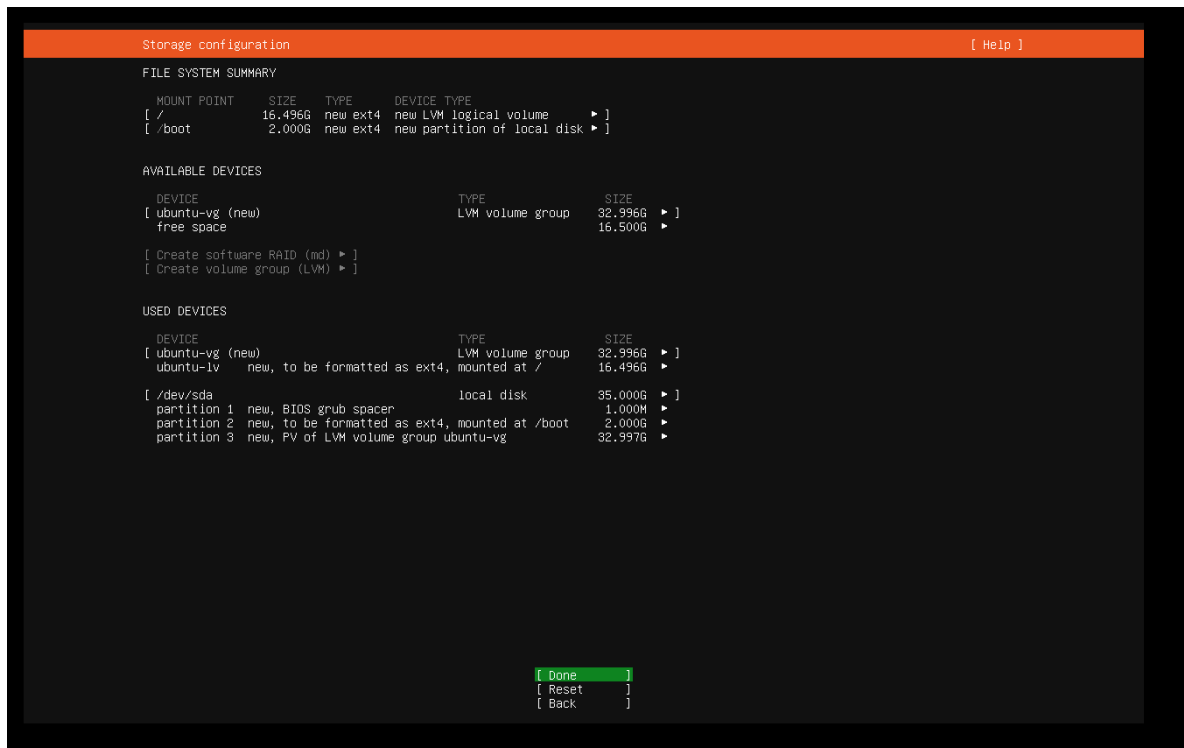 Storage configuration [ Help ]
FILE SYSTEM SUMMARY
MOUNT POINT SIZE TYPE DEVICE TYPE
[ / 16.496G new ext4 new LVM logical volume ▸ ]
[ /boot 2.000G new ext4 new partition of local disk ▸ ]
AVAILABLE DEVICES
DEVICE TYPE SIZE
[ ubuntu-vg (new) LVM volume group 32.996G ▸ ]
free space 16.500G ▸
[ Create software RAID (md) ▸ ]
[ Create volume group (LVM) ▸ ]
USED DEVICES
DEVICE TYPE SIZE
[ ubuntu-vg (new) LVM volume group 32.996G ▸ ]
ubuntu-lv new, to be formatted as ext4, mounted at / 16.496G ▸
[ /dev/sda local disk 35.000G ▸ ]
partition 1 new, BIOS grub spacer 1.000M ▸
partition 2 new, to be formatted as ext4, mounted at /boot 2.000G ▸
partition 3 new, PV of LVM volume group ubuntu-vg 32.997G ▸
[ Done ]
[ Reset ]
[ Back ]